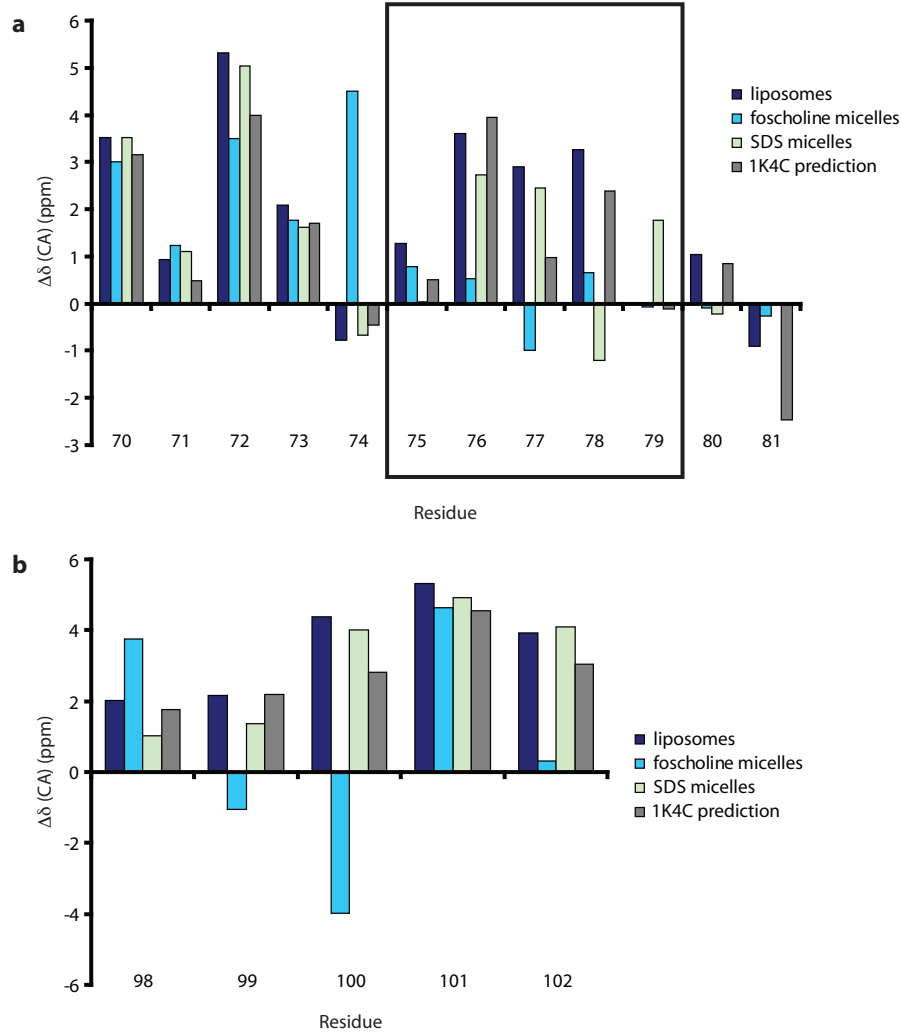 a
Δδ (CA) (ppm)
6
5
4
3
2
1
0
-1
-2
-3
70 71 72 73 74 75 76 77 78 79 80 81
Residue
liposomes
foscholine micelles
SDS micelles
1K4C prediction
b
Δδ (CA) (ppm)
6
4
2
0
-2
-4
-6
98 99 100 101 102
Residue
liposomes
foscholine micelles
SDS micelles
1K4C prediction